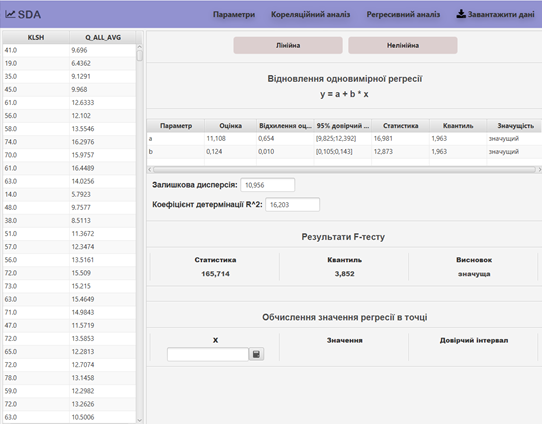 SDA
Параметри Кореляційний аналіз Регресивний аналіз Завантажити дані
KLSH Q_ALL_AVG
41.0 9.696
19.0 6.4362
35.0 9.1291
45.0 9.968
61.0 12.6333
56.0 12.102
58.0 13.5546
74.0 16.2976
70.0 15.9757
61.0 16.4489
63.0 14.0256
14.0 5.7923
48.0 9.7577
38.0 8.5113
51.0 11.3672
57.0 12.3474
56.0 13.5161
72.0 15.509
73.0 15.215
63.0 15.4649
71.0 14.9843
47.0 11.5719
72.0 13.5853
65.0 12.2813
72.0 12.7074
78.0 13.1458
59.0 12.2982
72.0 13.2626
63.0 10.5006
Лінійна Нелінійна
Відновлення одновимірної регресії
y = a + b * x
Параметр Оцінка Відхилення оц... 95% довірчий ... Статистика Квантиль Значущість
a 11,108 0,654 [9,825;12,392] 16,981 1,963 значущий
b 0,124 0,010 [0,105;0,143] 12,873 1,963 значущий
Залишкова дисперсія: 10,956
Коефіцієнт детермінації R^2: 16,203
Результати F-тесту
Статистика Квантиль Висновок
165,714 3,852 значуща
Обчислення значення регресії в точці
X Значення Довірчий інтервал